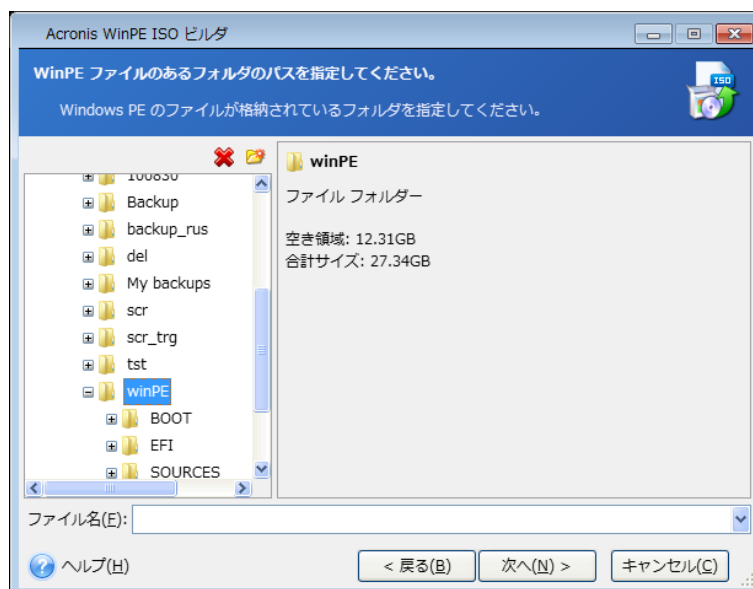 Acronis WinPE ISO ビルダ
WinPE ファイルのあるフォルダのパスを指定してください。
Windows PE のファイルが格納されているフォルダを指定してください。
ISO
100830
Backup
backup_rus
del
My backups
scr
scr_trg
tst
winPE
BOOT
EFI
SOURCES
winPE
ファイル フォルダー
空き領域: 12.31GB
合計サイズ: 27.34GB
ファイル名(F):
ヘルプ(H)
< 戻る(B)
次へ(N) >
キャンセル(C)